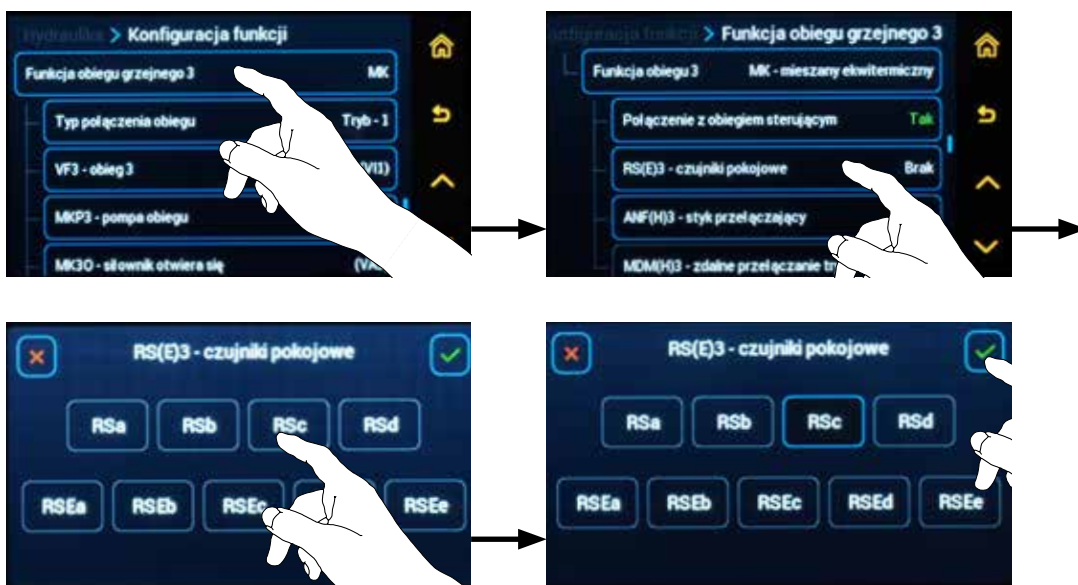 Hydraulika > Konfiguracja funkcji
Funkcja obiegu grzejnego 3 MK
Typ połączenia obiegu Tryb - 1
VF3 - obieg 3 (VI1)
MKP3 - pompa obiegu
MK3O - siłownik otwiera się
> Funkcja obiegu grzejnego 3
Funkcja obiegu 3 MK - mieszany ekwitermiczny
Połączenie z obiegiem sterującym Tak
RS(E)3 - czujniki pokojowe Brak
ANF(H)3 - styk przełączający
MDM(H)3 - zdalne przełączanie
RS(E)3 - czujniki pokojowe
RSa RSb RSc RSd
RSEa RSEb RSEc RSEe
RS(E)3 - czujniki pokojowe
RSa RSb RSc RSd
RSEa RSEb RSEc RSEd RSEe